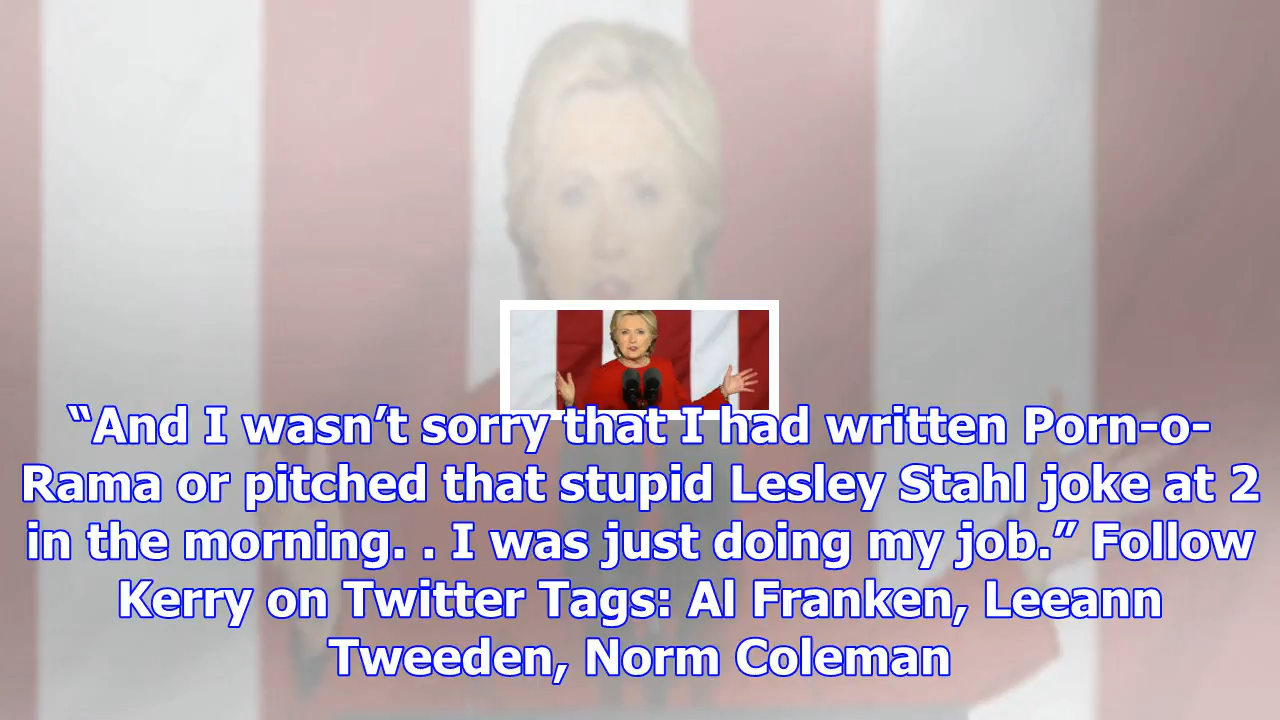 “And I wasn’t sorry that I had written Porn-o-
Rama or pitched that stupid Lesley Stahl joke at 2
in the morning. . I was just doing my job.” Follow
Kerry on Twitter Tags: Al Franken, Leeann
Tweeden, Norm Coleman